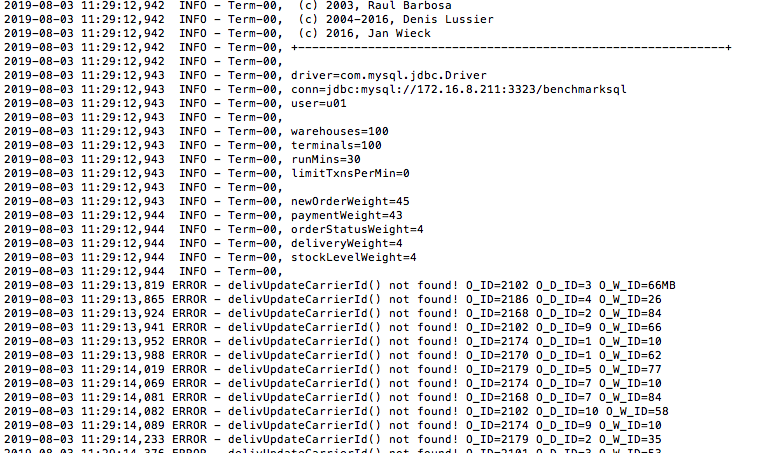 2019-08-03 11:29:12,942  INFO - Term-00,  (c) 2003, Raul Barbosa
2019-08-03 11:29:12,942  INFO - Term-00,  (c) 2004-2016, Denis Lussier
2019-08-03 11:29:12,942  INFO - Term-00,  (c) 2016, Jan Wieck
2019-08-03 11:29:12,942  INFO - Term-00, +-------------------------------------------------------------+
2019-08-03 11:29:12,942  INFO - Term-00,
2019-08-03 11:29:12,943  INFO - Term-00, driver=com.mysql.jdbc.Driver
2019-08-03 11:29:12,943  INFO - Term-00, conn=jdbc:mysql://172.16.8.211:3323/benchmarksql
2019-08-03 11:29:12,943  INFO - Term-00, user=u01
2019-08-03 11:29:12,943  INFO - Term-00,
2019-08-03 11:29:12,943  INFO - Term-00, warehouses=100
2019-08-03 11:29:12,943  INFO - Term-00, terminals=100
2019-08-03 11:29:12,943  INFO - Term-00, runMins=30
2019-08-03 11:29:12,943  INFO - Term-00, limitTxnsPerMin=0
2019-08-03 11:29:12,943  INFO - Term-00,
2019-08-03 11:29:12,943  INFO - Term-00, newOrderWeight=45
2019-08-03 11:29:12,944  INFO - Term-00, paymentWeight=43
2019-08-03 11:29:12,944  INFO - Term-00, orderStatusWeight=4
2019-08-03 11:29:12,944  INFO - Term-00, deliveryWeight=4
2019-08-03 11:29:12,944  INFO - Term-00, stockLevelWeight=4
2019-08-03 11:29:12,944  INFO - Term-00,
2019-08-03 11:29:13,819 ERROR - delivUpdateCarrierId() not found! O_ID=2102 O_D_ID=3 O_W_ID=66MB
2019-08-03 11:29:13,865 ERROR - delivUpdateCarrierId() not found! O_ID=2186 O_D_ID=4 O_W_ID=26
2019-08-03 11:29:13,924 ERROR - delivUpdateCarrierId() not found! O_ID=2168 O_D_ID=2 O_W_ID=84
2019-08-03 11:29:13,941 ERROR - delivUpdateCarrierId() not found! O_ID=2102 O_D_ID=9 O_W_ID=66
2019-08-03 11:29:13,952 ERROR - delivUpdateCarrierId() not found! O_ID=2174 O_D_ID=1 O_W_ID=10
2019-08-03 11:29:13,988 ERROR - delivUpdateCarrierId() not found! O_ID=2170 O_D_ID=1 O_W_ID=62
2019-08-03 11:29:14,019 ERROR - delivUpdateCarrierId() not found! O_ID=2179 O_D_ID=5 O_W_ID=77
2019-08-03 11:29:14,069 ERROR - delivUpdateCarrierId() not found! O_ID=2174 O_D_ID=7 O_W_ID=10
2019-08-03 11:29:14,081 ERROR - delivUpdateCarrierId() not found! O_ID=2168 O_D_ID=7 O_W_ID=84
2019-08-03 11:29:14,082 ERROR - delivUpdateCarrierId() not found! O_ID=2102 O_D_ID=10 O_W_ID=58
2019-08-03 11:29:14,089 ERROR - delivUpdateCarrierId() not found! O_ID=2174 O_D_ID=9 O_W_ID=10
2019-08-03 11:29:14,233 ERROR - delivUpdateCarrierId() not found! O_ID=2179 O_D_ID=2 O_W_ID=35
2019-08-03 11:29:14,376 ERROR - delivUpdateCarrierId() not found! O_ID=2101 O_D_ID=3 O_W_ID=53